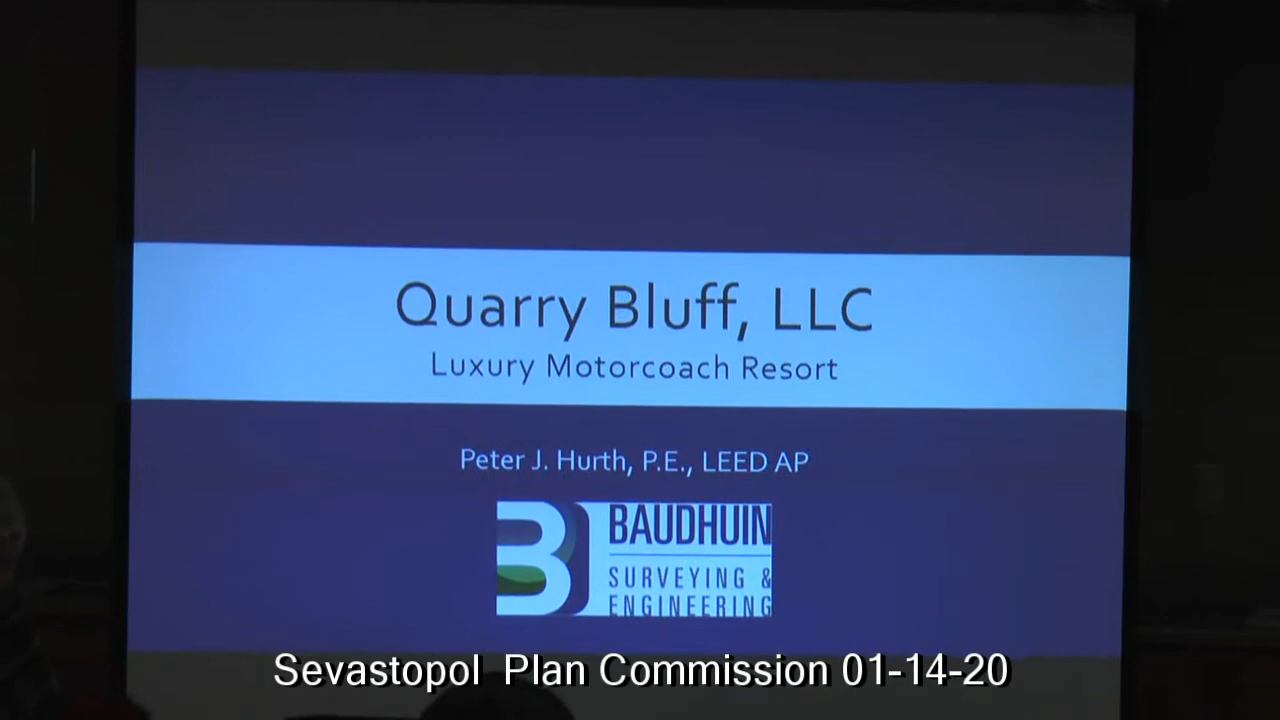 Quarry Bluff, LLC
Luxury Motorcoach Resort
Peter J. Hurth, P.E., LEED AP
BAUDHUIN
SURVEYING &
ENGINEERING
Sevastopol Plan Commission 01-14-20